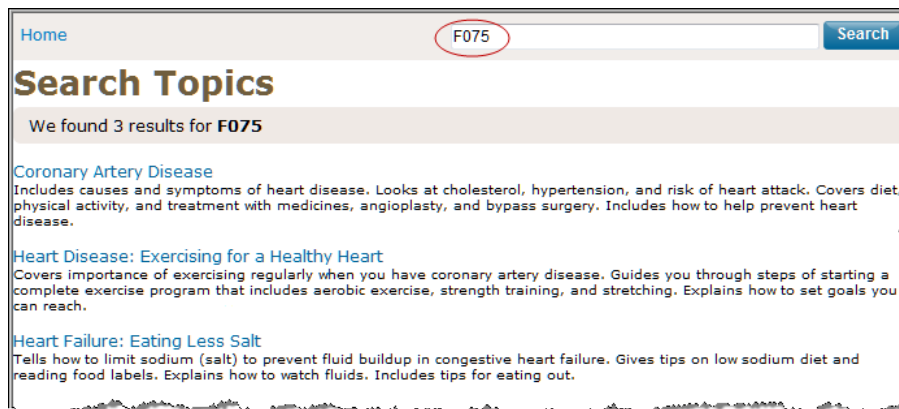 Home
F075
Search
Search Topics
We found 3 results for F075
Coronary Artery Disease
Includes causes and symptoms of heart disease. Looks at cholesterol, hypertension, and risk of heart attack. Covers diet,
physical activity, and treatment with medicines, angioplasty, and bypass surgery. Includes how to help prevent heart
disease.
Heart Disease: Exercising for a Healthy Heart
Covers importance of exercising regularly when you have coronary artery disease. Guides you through steps of starting a
complete exercise program that includes aerobic exercise, strength training, and stretching. Explains how to set goals you
can reach.
Heart Failure: Eating Less Salt
Tells how to limit sodium (salt) to prevent fluid buildup in congestive heart failure. Gives tips on low sodium diet and
reading food labels. Explains how to watch fluids. Includes tips for eating out.